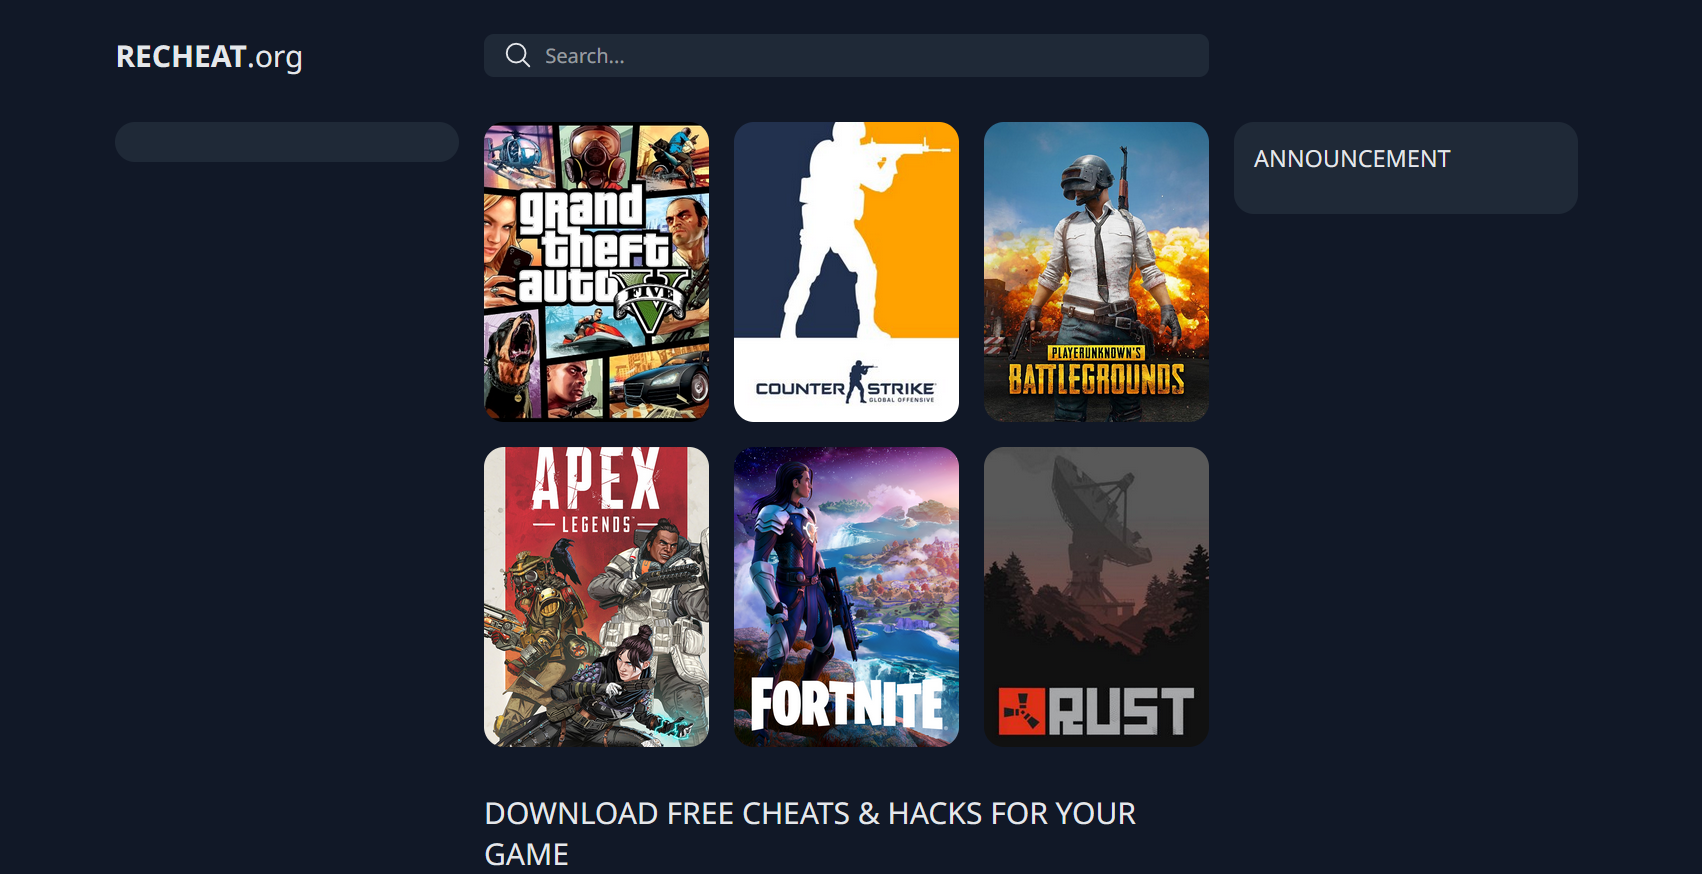 RECHEAT.org
Search...
ANNOUNCEMENT
grand
theft
auto
FIVE
V
COUNTER STRIKE
GLOBAL OFFENSIVE
PLAYERUNKNOWN'S
BATTLEGROUNDS
APEX
LEGENDS
FORTNITE
RUST
DOWNLOAD FREE CHEATS & HACKS FOR YOUR
GAME